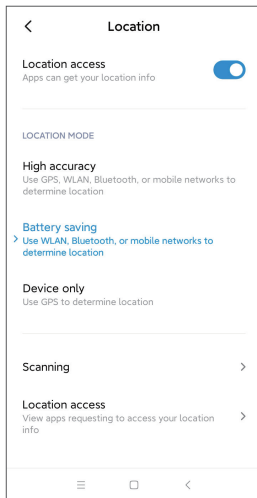 Location
Location access
Apps can get your location info
LOCATION MODE
High accuracy
Use GPS, WLAN, Bluetooth, or mobile networks to
determine location
Battery saving
Use WLAN, Bluetooth, or mobile networks to
determine location
Device only
Use GPS to determine location
Scanning
Location access
View apps requesting to access your location
info